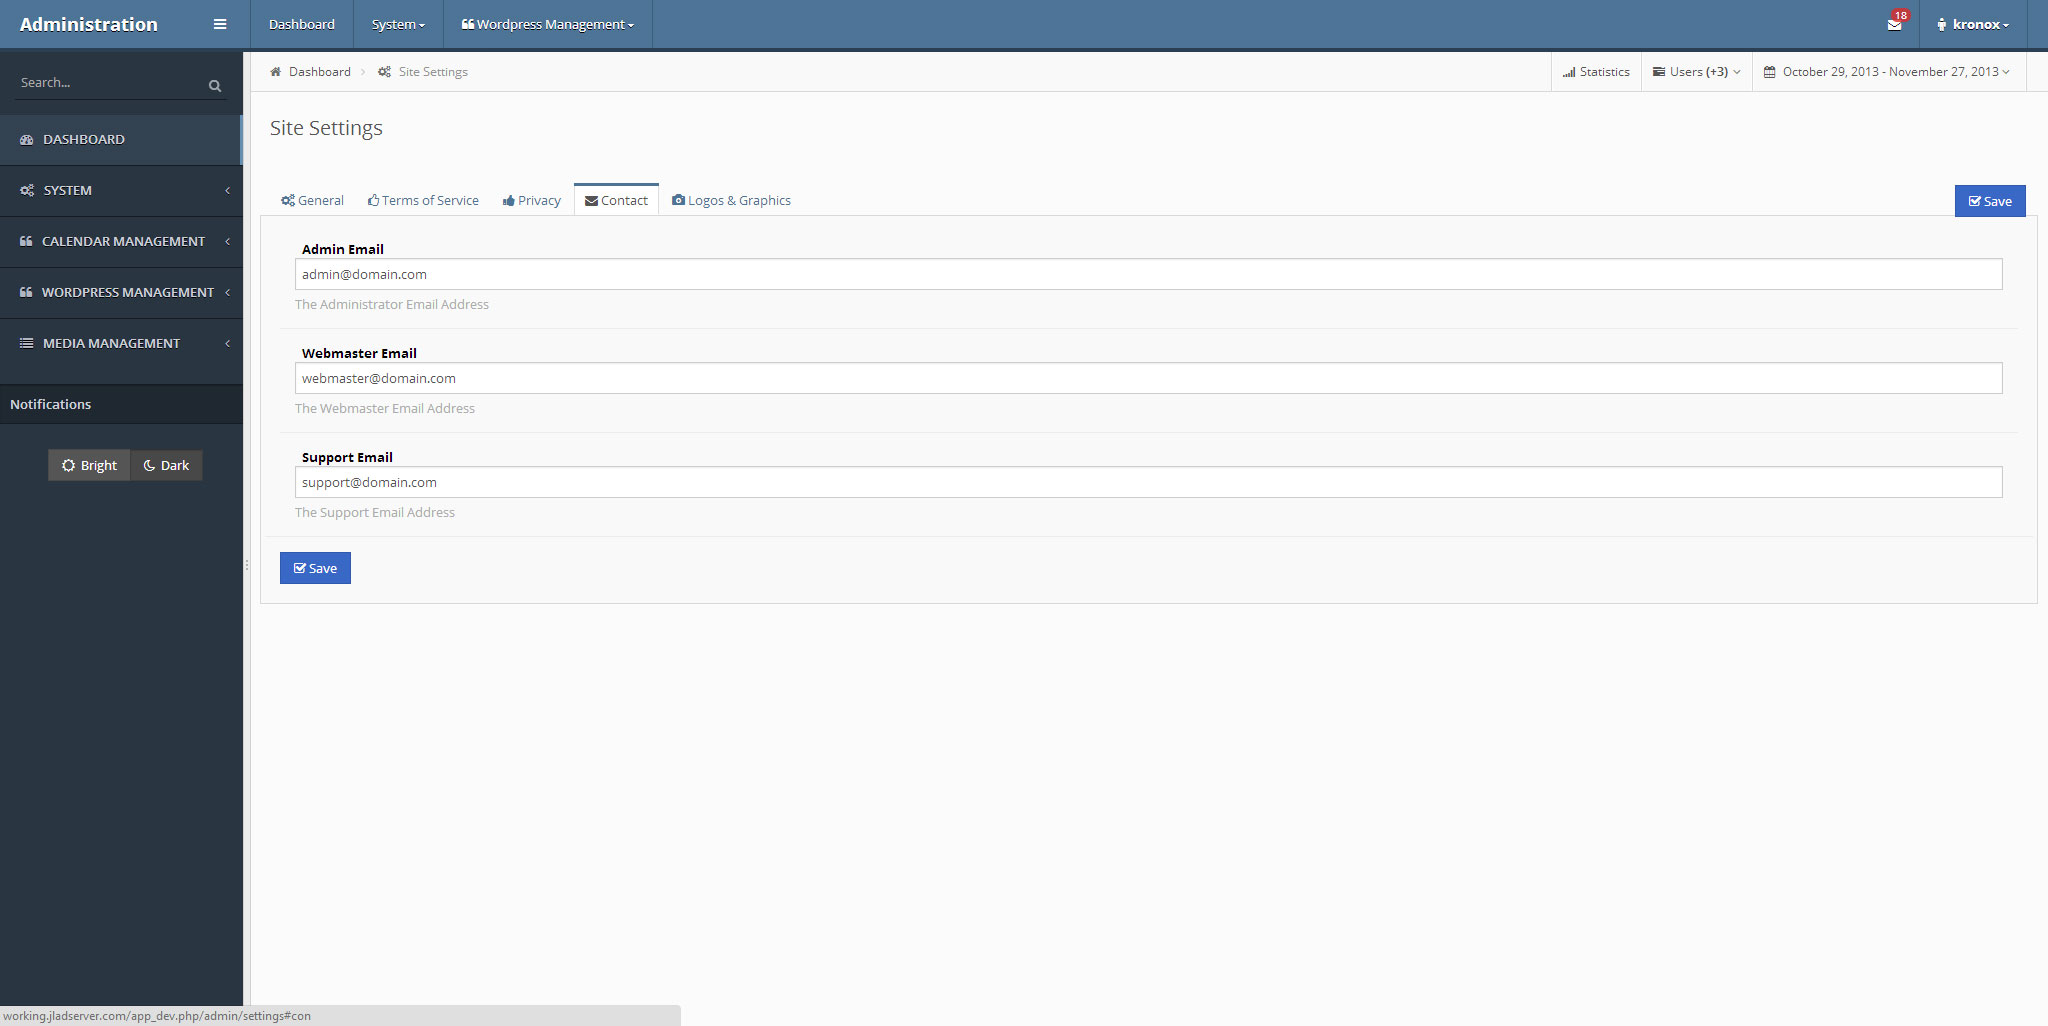 Administration
Dashboard
System
Wordpress Management
18
kronox
Search...
DASHBOARD
SYSTEM
CALENDAR MANAGEMENT
WORDPRESS MANAGEMENT
MEDIA MANAGEMENT
Notifications
Bright
Dark
Dashboard
Site Settings
Statistics
Users (+3)
October 29, 2013 - November 27, 2013
Site Settings
General
Terms of Service
Privacy
Contact
Logos & Graphics
Save
Admin Email
admin@domain.com
The Administrator Email Address
Webmaster Email
webmaster@domain.com
The Webmaster Email Address
Support Email
support@domain.com
The Support Email Address
Save
working.jladserver.com/app_dev.php/admin/settings#con